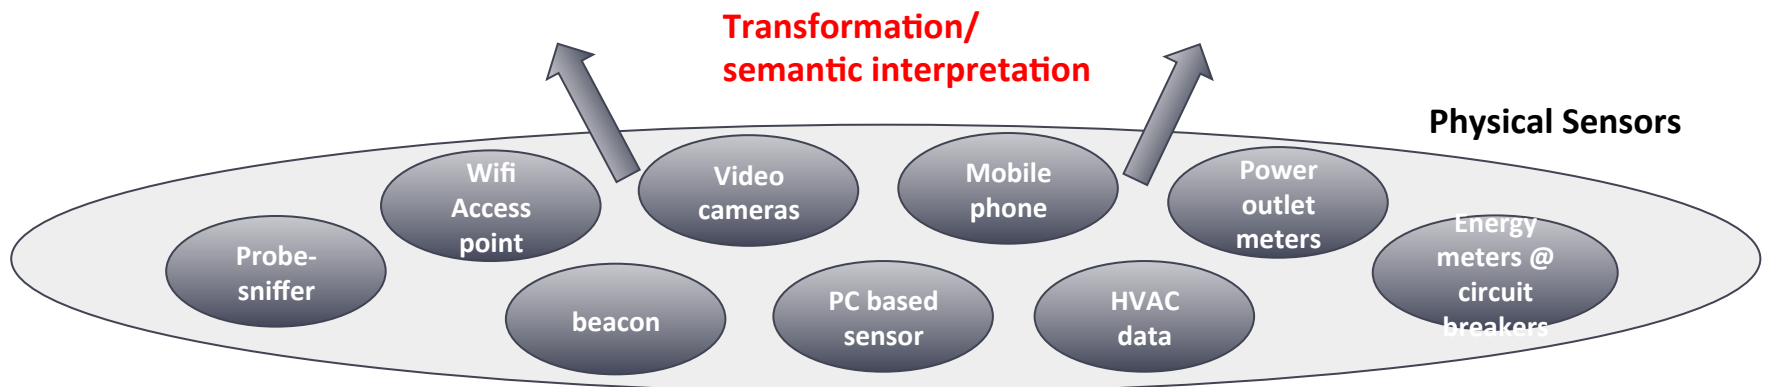 Transformation/
semantic interpretation
Physical Sensors
Wifi
Access
point
Video
cameras
Mobile
phone
Power
outlet
meters
Probe-
sniffer
Energy
meters @
circuit
breakers
beacon
PC based
sensor
HVAC
data